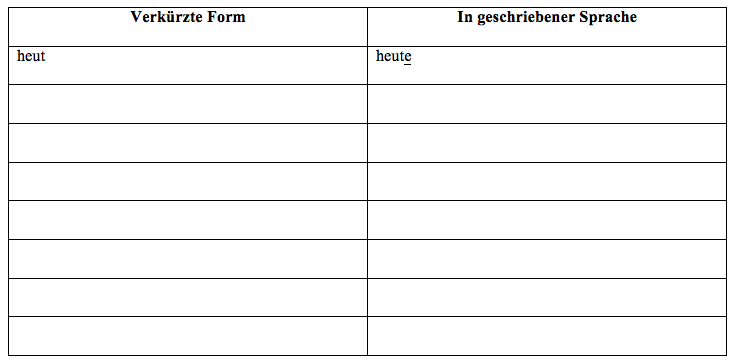 Verkürzte Form In geschriebener Sprache
heut heute